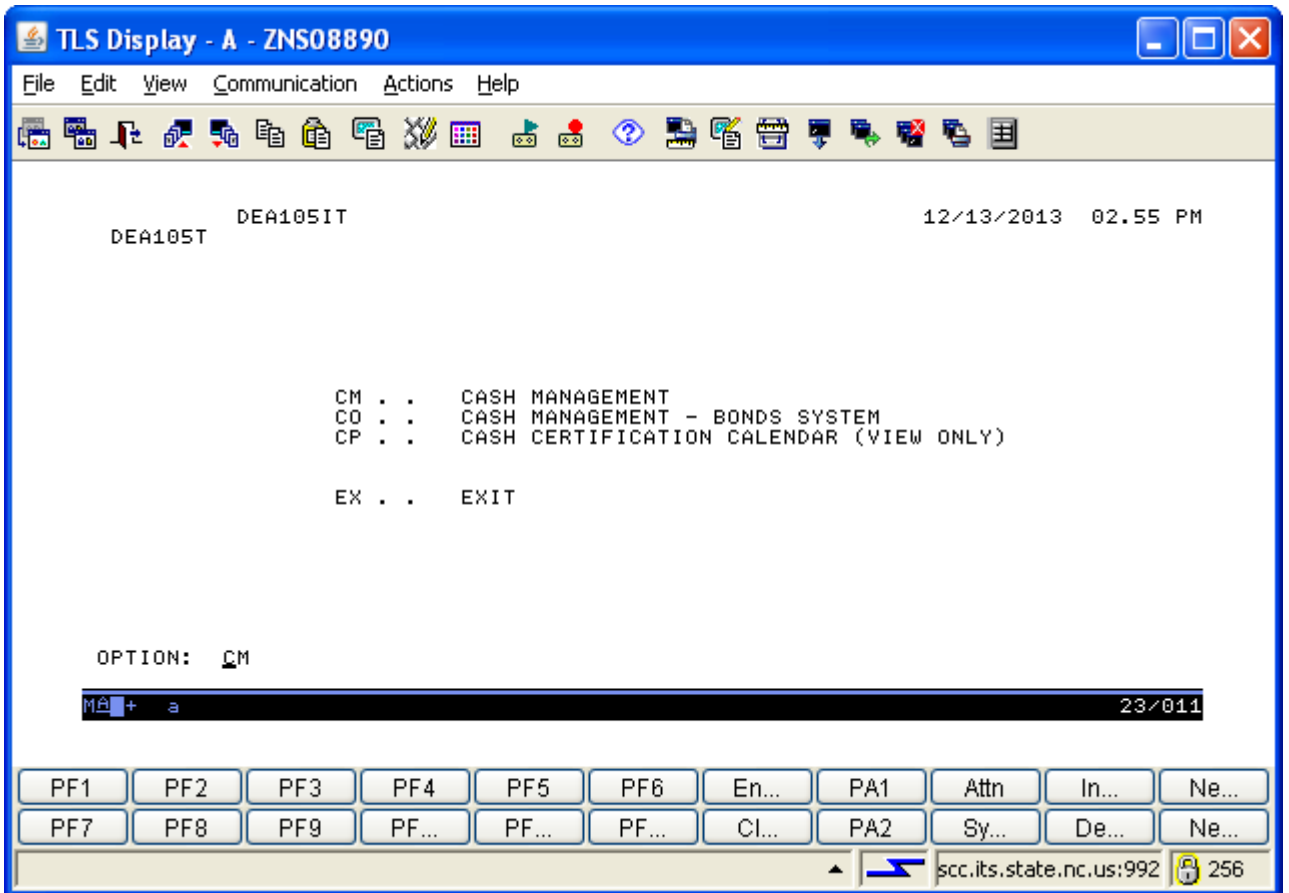 TLS Display - A - ZNS08890
File Edit View Communication Actions Help
DEA105IT 12/13/2013 02.55 PM
DEA105T
CM . . CASH MANAGEMENT
CO . . CASH MANAGEMENT - BONDS SYSTEM
CP . . CASH CERTIFICATION CALENDAR (VIEW ONLY)
EX . . EXIT
OPTION: CM
MA + a 23/011
PF1 PF2 PF3 PF4 PF5 PF6 En... PA1 Attn In... Ne...
PF7 PF8 PF9 PF... PF... PF... Cl... PA2 Sy... De... Ne...
scc.its.state.nc.us:992 256